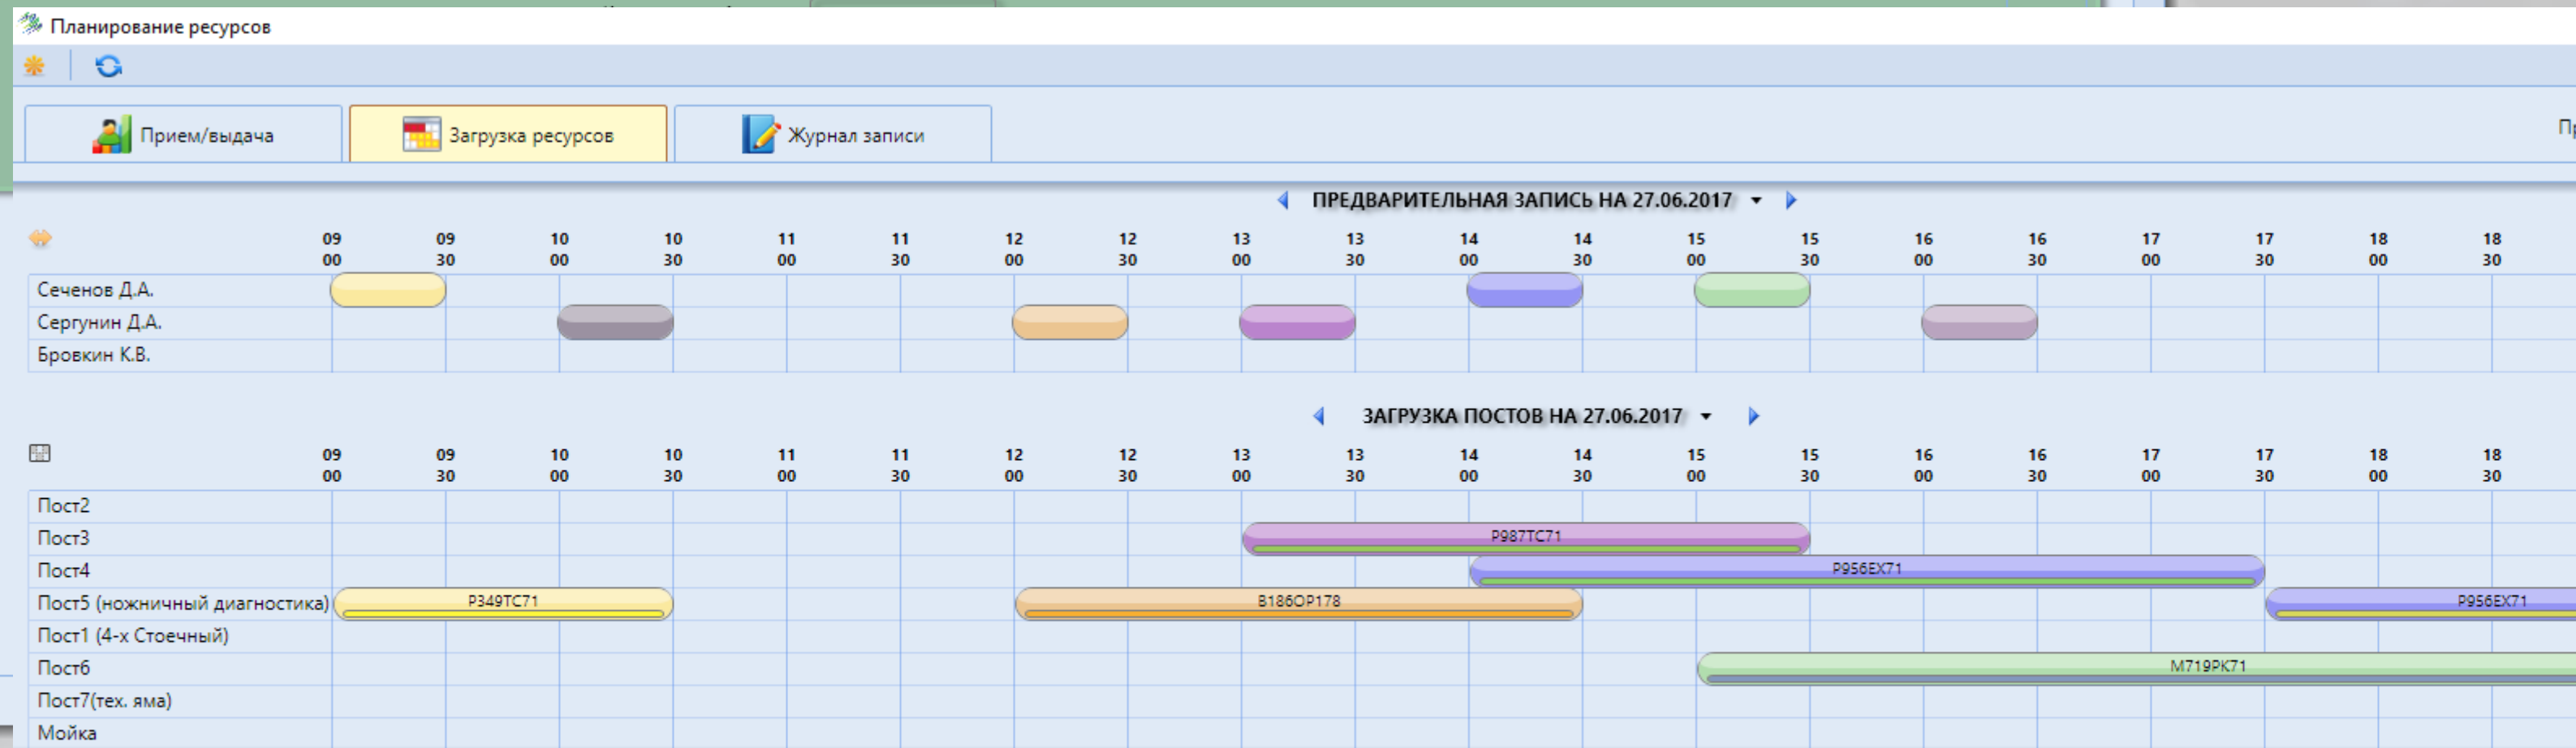 Планирование ресурсов
Прием/выдача Загрузка ресурсов Журнал записи
ПРЕДВАРИТЕЛЬНАЯ ЗАПИСЬ НА 27.06.2017
09 09 10 10 11 11 12 12 13 13 14 14 15 15 16 16 17 17 18 18
00 30 00 30 00 30 00 30 00 30 00 30 00 30 00 30 00 30 00 30
Сеченов Д.А.
Сергунин Д.А.
Бровкин К.В.
ЗАГРУЗКА ПОСТОВ НА 27.06.2017
09 09 10 10 11 11 12 12 13 13 14 14 15 15 16 16 17 17 18 18
00 30 00 30 00 30 00 30 00 30 00 30 00 30 00 30 00 30 00 30
Пост2
Пост3 Р987ТС71
Пост4 Р956ЕХ71
Пост5 (ножничный диагностика) Р349ТС71 В186ОР178 Р956ЕХ71
Пост1 (4-х Стоечный)
Пост6 М719РК71
Пост7(тех. яма)
Мойка